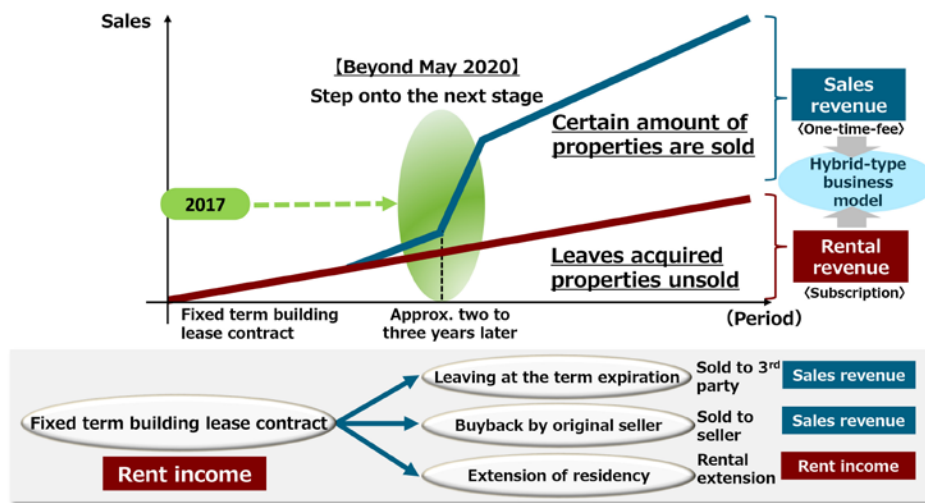 Sales
【Beyond May 2020】
Step onto the next stage
Sales
revenue
〈One-time-fee〉
Certain amount of
properties are sold
Hybrid-type
business
model
2017
Leaves acquired
properties unsold
Rental
revenue
〈Subscription〉
Fixed term building
lease contract
Approx. two to
three years later
(Period)
Leaving at the term expiration
Sold to 3rd
party
Sales revenue
Fixed term building lease contract
Buyback by original seller
Sold to
seller
Sales revenue
Rent income
Extension of residency
Rental
extension
Rent income